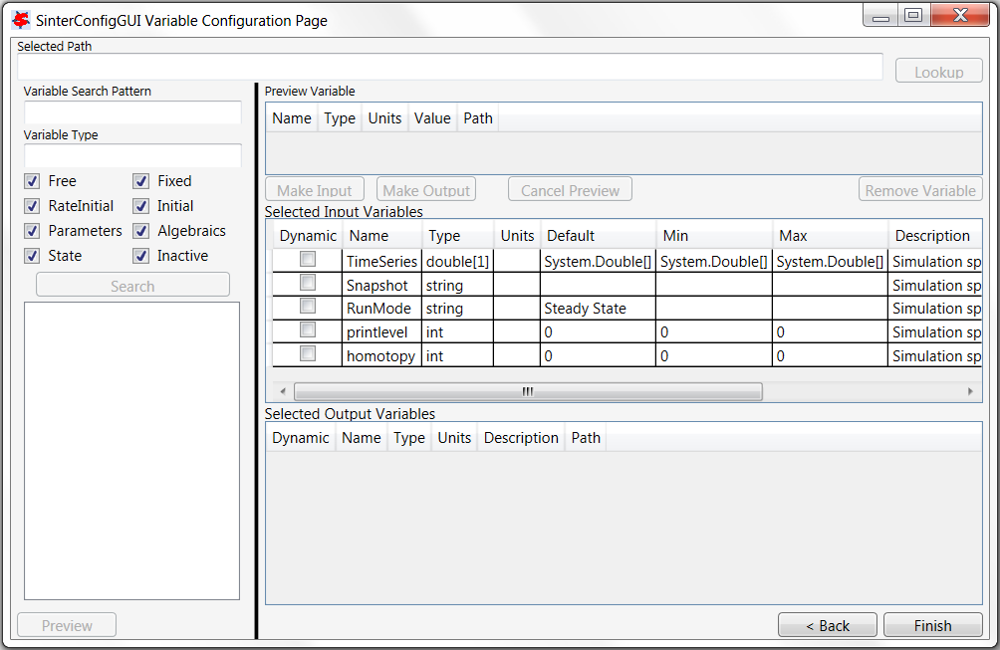 SinterConfigGUI Variable Configuration Page
Selected Path
Lookup
Variable Search Pattern
Variable Type
Free Fixed
RateInitial Initial
Parameters Algebraics
State Inactive
Search
Preview
Preview Variable
Name Type Units Value Path
Make Input Make Output Cancel Preview Remove Variable
Selected Input Variables
Dynamic Name Type Units Default Min Max Description
TimeSeries double[1] System.Double[] System.Double[] System.Double[] Simulation sp
Snapshot string Simulation sp
RunMode string Steady State Simulation sp
printlevel int 0 0 0 Simulation sp
homotopy int 0 0 0 Simulation sp
Selected Output Variables
Dynamic Name Type Units Description Path
< Back Finish